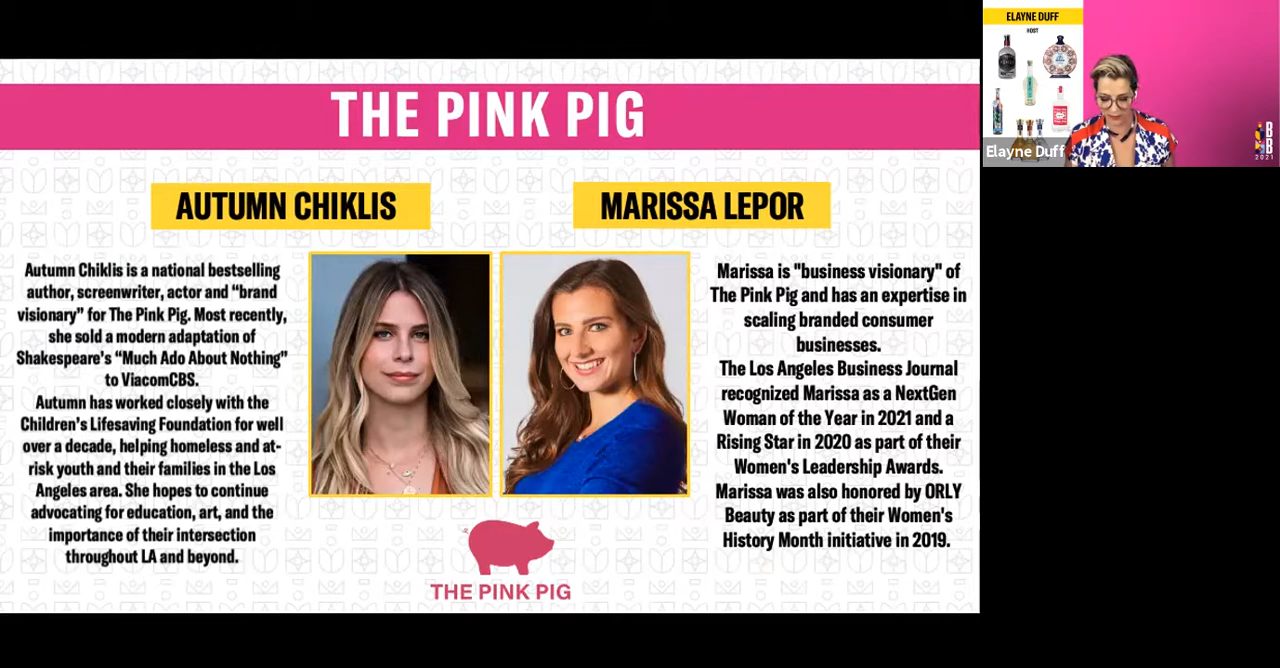 THE PINK PIG
AUTUMN CHIKLIS
MARISSA LEPOR
Autumn Chiklis is a national bestselling
author, screenwriter, actor and “brand
visionary” for The Pink Pig. Most recently,
she sold a modern adaptation of
Shakespeare's “Much Ado About Nothing”
to ViacomCBS.
Autumn has worked closely with the
Children's Lifesaving Foundation for well
over a decade, helping homeless and at-
risk youth and their families in the Los
Angeles area. She hopes to continue
advocating for education, art, and the
importance of their intersection
throughout LA and beyond.
Marissa is "business visionary" of
The Pink Pig and has an expertise in
scaling branded consumer
businesses.
The Los Angeles Business Journal
recognized Marissa as a NextGen
Woman of the Year in 2021 and a
Rising Star in 2020 as part of their
Women's Leadership Awards.
Marissa was also honored by ORLY
Beauty as part of their Women's
History Month initiative in 2019.
THE PINK PIG
ELAYNE DUFF
HOST
Elayne Duff
BB
2021